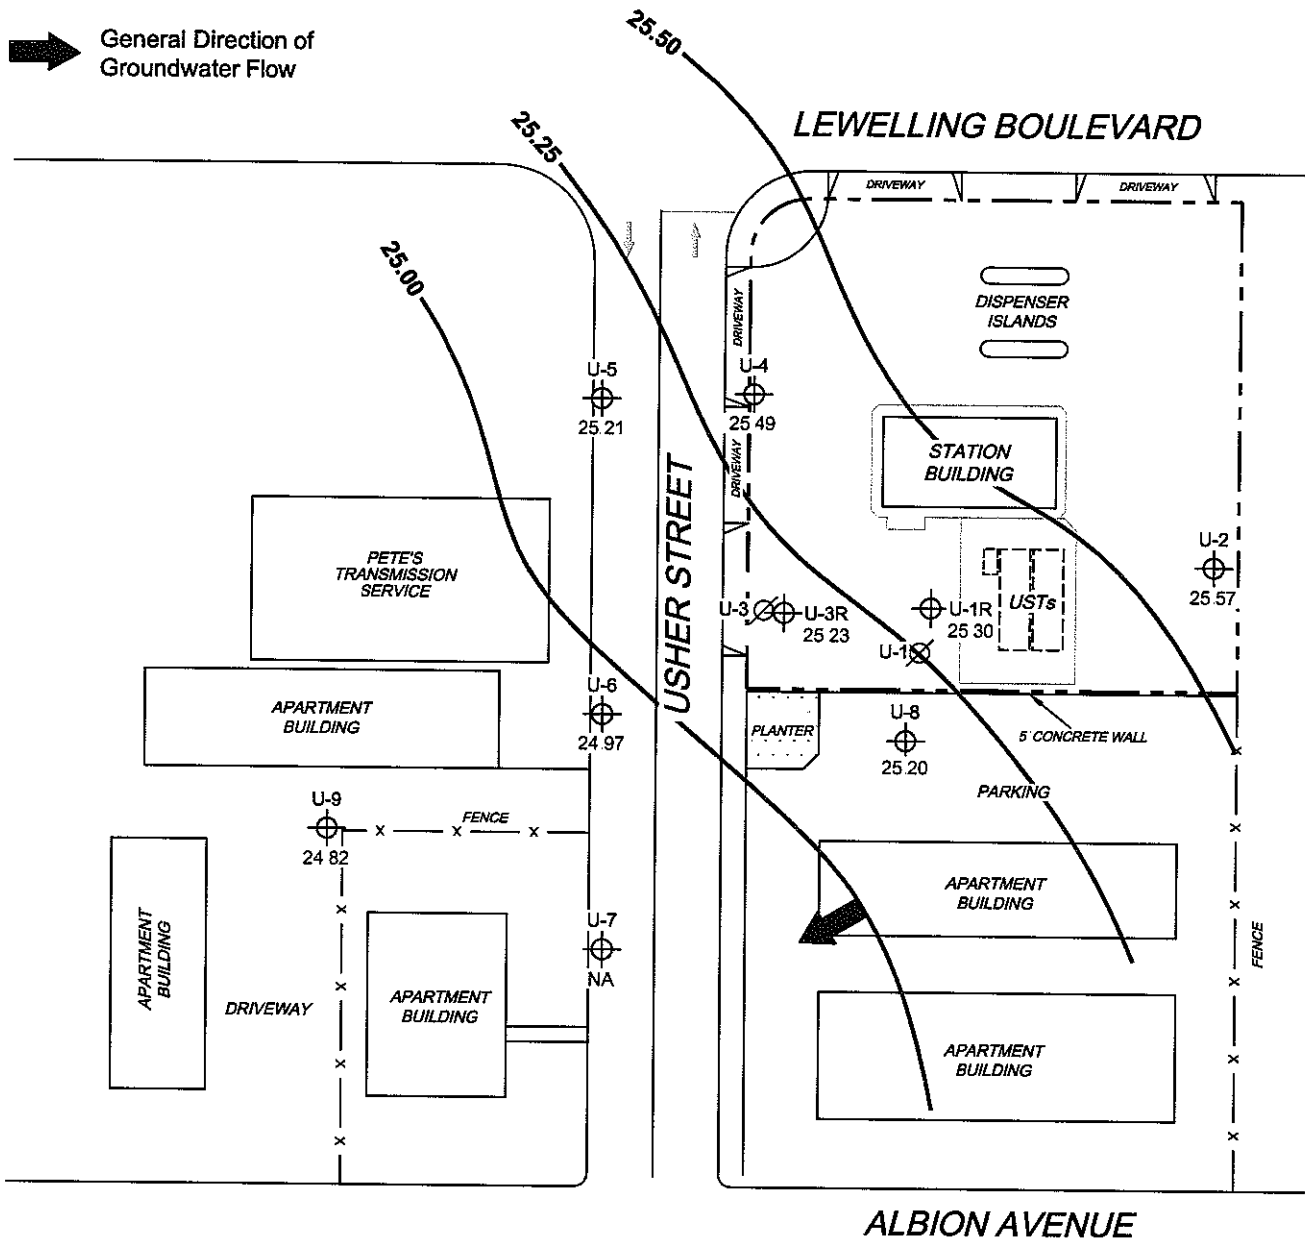 General Direction of
Groundwater Flow
25.50
25.25
25.00
LEWELLING BOULEVARD
DRIVEWAY
DRIVEWAY
DISPENSER
ISLANDS
DRIVEWAY
U-5
25.21
U-4
25 49
DRIVEWAY
STATION
BUILDING
USHER STREET
PETE'S
TRANSMISSION
SERVICE
U-2
25.57
USTs
U-3
U-3R
25 23
U-1R
25 30
U-1
U-6
24.97
APARTMENT
BUILDING
PLANTER
U-8
25.20
5' CONCRETE WALL
PARKING
U-9
24 82
FENCE
x x x
APARTMENT
BUILDING
APARTMENT
BUILDING
U-7
NA
APARTMENT
BUILDING
DRIVEWAY
FENCE
APARTMENT
BUILDING
x
x
x
x
x
x
x
x
x
x
ALBION AVENUE